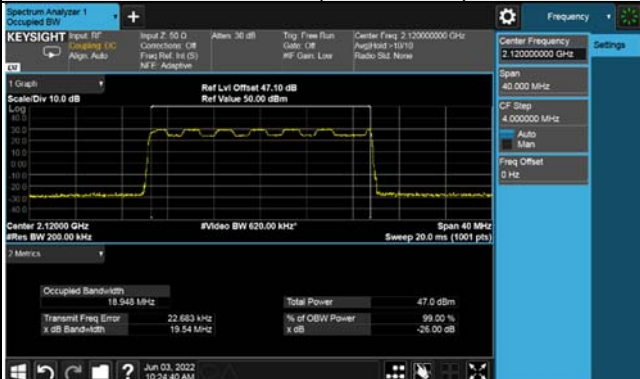 Spectrum Analyzer 1
Occupied BW
+
Frequency
KEYSIGHT
Input: RF
Coupling: DC
Align: Auto
Input Z: 50 Ω
Corrections: Off
Freq Ref: Int (S)
NFE: Adaptive
Atten: 36 dB
Trig: Free Run
Gate: Off
#IF Gain: Low
Center Freq: 2.120000000 GHz
Avg|Hold:>10/10
Radio Std: None
Center Frequency
2.120000000 GHz
Settings
Span
40.000 MHz
CF Step
4.000000 MHz
Auto
Man
Freq Offset
0 Hz
1 Graph
Scale/Div 10.0 dB
Ref Lvl Offset 47.10 dB
Ref Value 50.00 dBm
Log
40.0
30.0
20.0
10.0
0.00
-10.0
-20.0
-30.0
-40.0
Center 2.12000 GHz
#Video BW 620.00 kHz*
Span 40 MHz
#Res BW 200.00 kHz
Sweep 20.0 ms (1001 pts)
2 Metrics
Occupied Bandwidth
18.948 MHz
Total Power
47.0 dBm
Transmit Freq Error
22.683 kHz
% of OBW Power
99.00 %
x dB Bandwidth
19.54 MHz
x dB
-26.00 dB
?
Jun 03, 2022
10:24:40 AM